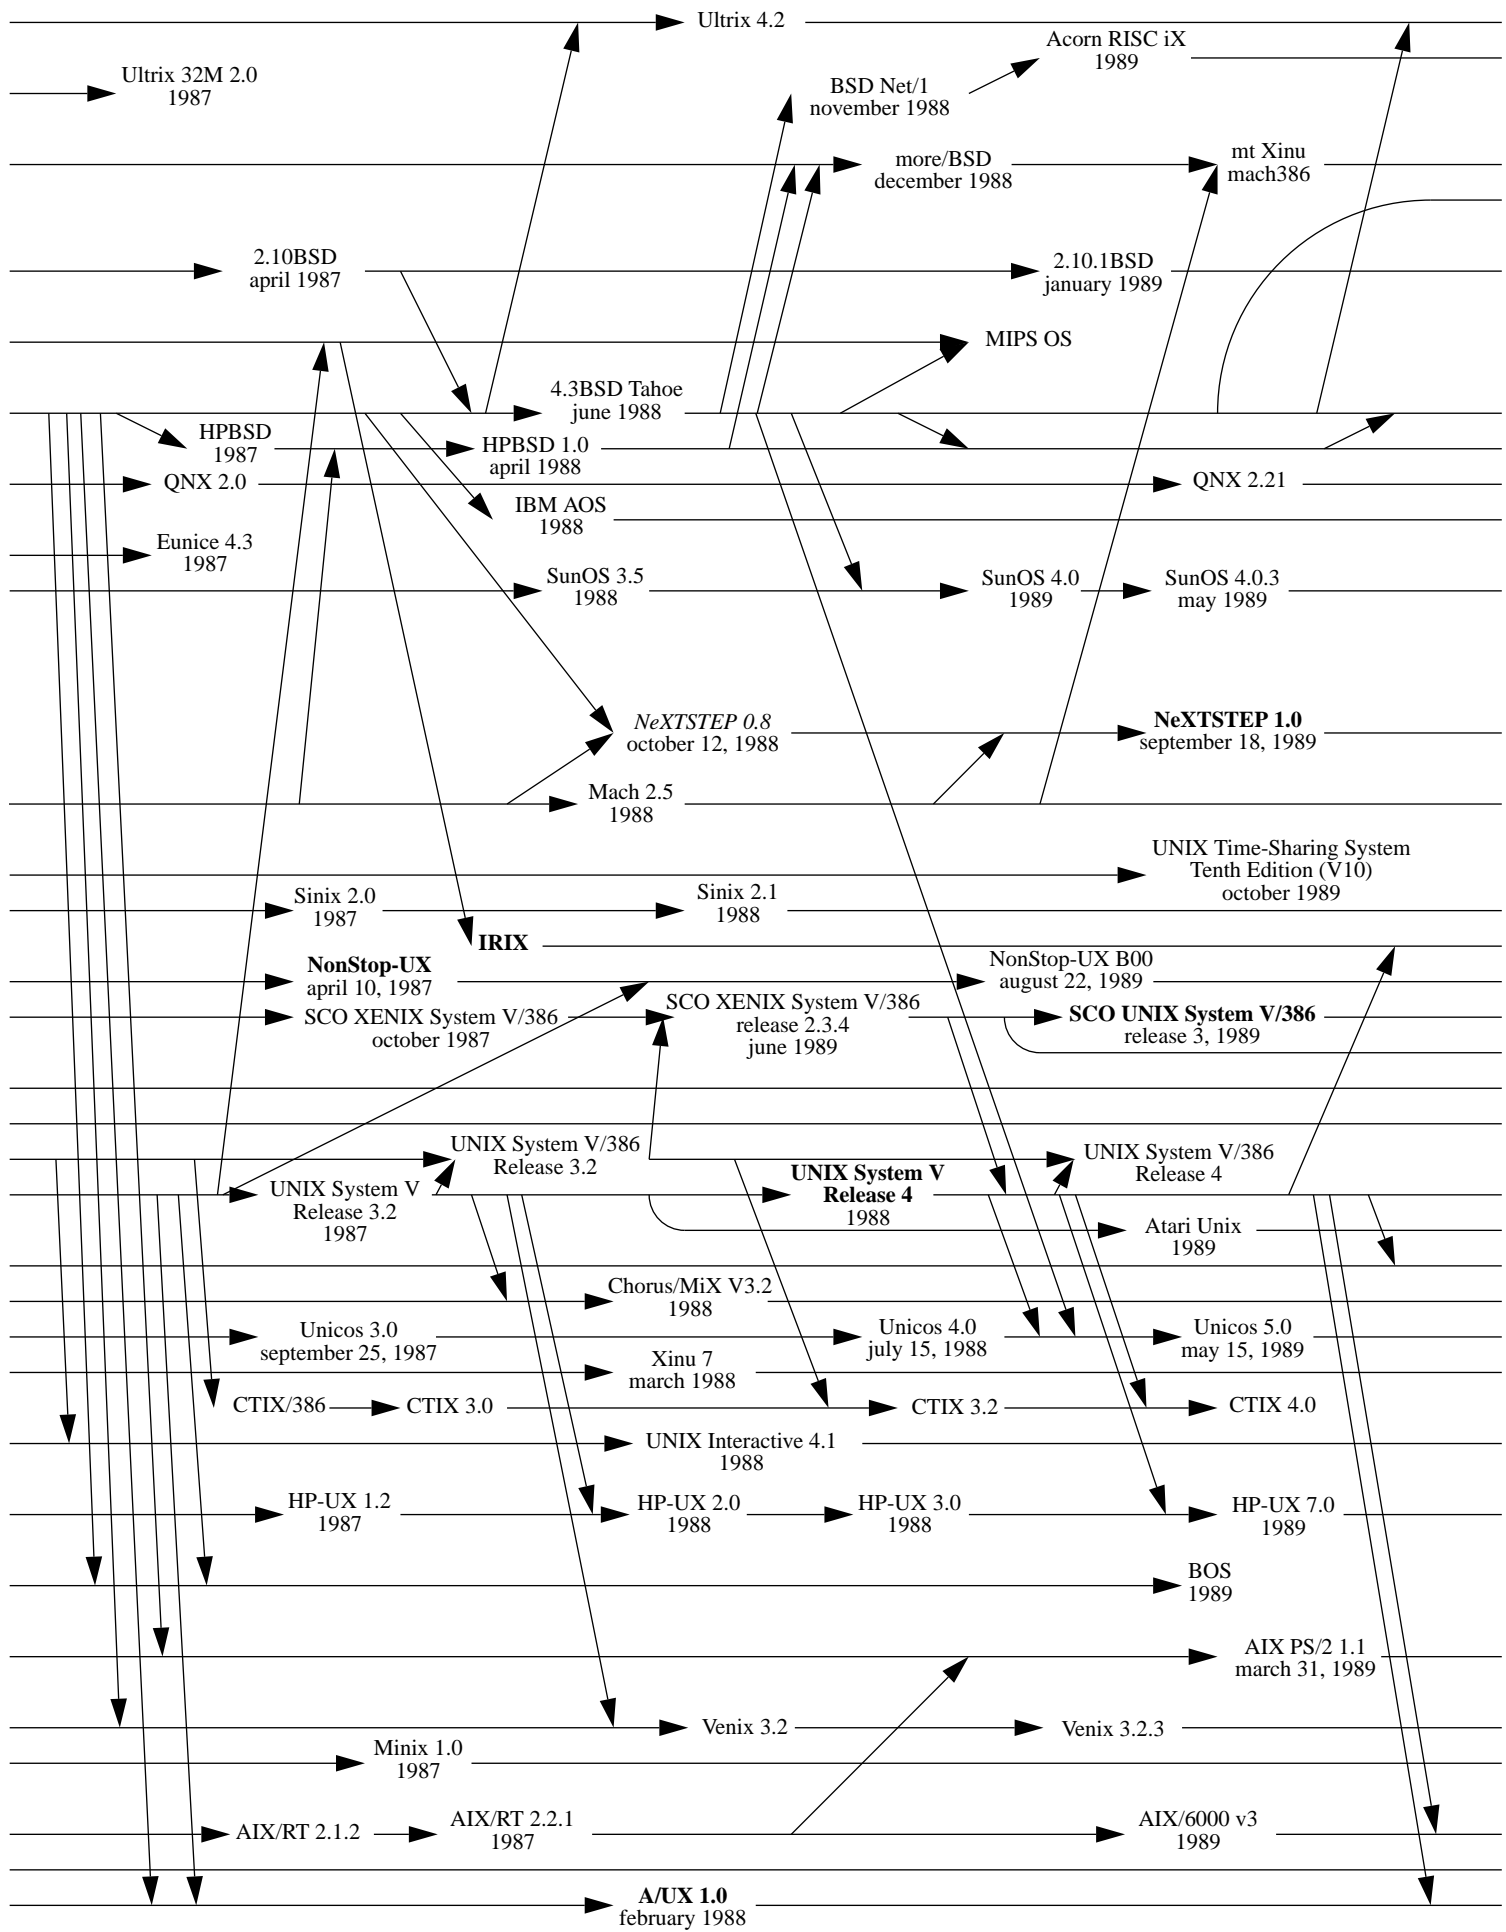 Ultrix 4.2
Acorn RISC iX
1989
Ultrix 32M 2.0
1987
BSD Net/1
november 1988
more/BSD
december 1988
mt Xinu
mach386
2.10BSD
april 1987
2.10.1BSD
january 1989
MIPS OS
4.3BSD Tahoe
june 1988
HPBSD
1987
HPBSD 1.0
april 1988
QNX 2.0
QNX 2.21
IBM AOS
1988
Eunice 4.3
1987
SunOS 3.5
1988
SunOS 4.0
1989
SunOS 4.0.3
may 1989
NeXTSTEP 0.8
october 12, 1988
NeXTSTEP 1.0
september 18, 1989
Mach 2.5
1988
UNIX Time-Sharing System
Tenth Edition (V10)
october 1989
Sinix 2.0
1987
Sinix 2.1
1988
IRIX
NonStop-UX
april 10, 1987
NonStop-UX B00
august 22, 1989
SCO XENIX System V/386
october 1987
SCO XENIX System V/386
release 2.3.4
june 1989
SCO UNIX System V/386
release 3, 1989
UNIX System V/386
Release 3.2
UNIX System V/386
Release 4
UNIX System V
Release 3.2
1987
UNIX System V
Release 4
1988
Atari Unix
1989
Chorus/MiX V3.2
1988
Unicos 3.0
september 25, 1987
Unicos 4.0
july 15, 1988
Unicos 5.0
may 15, 1989
Xinu 7
march 1988
CTIX/386
CTIX 3.0
CTIX 3.2
CTIX 4.0
UNIX Interactive 4.1
1988
HP-UX 1.2
1987
HP-UX 2.0
1988
HP-UX 3.0
1988
HP-UX 7.0
1989
BOS
1989
AIX PS/2 1.1
march 31, 1989
Venix 3.2
Venix 3.2.3
Minix 1.0
1987
AIX/RT 2.1.2
AIX/RT 2.2.1
1987
AIX/6000 v3
1989
A/UX 1.0
february 1988